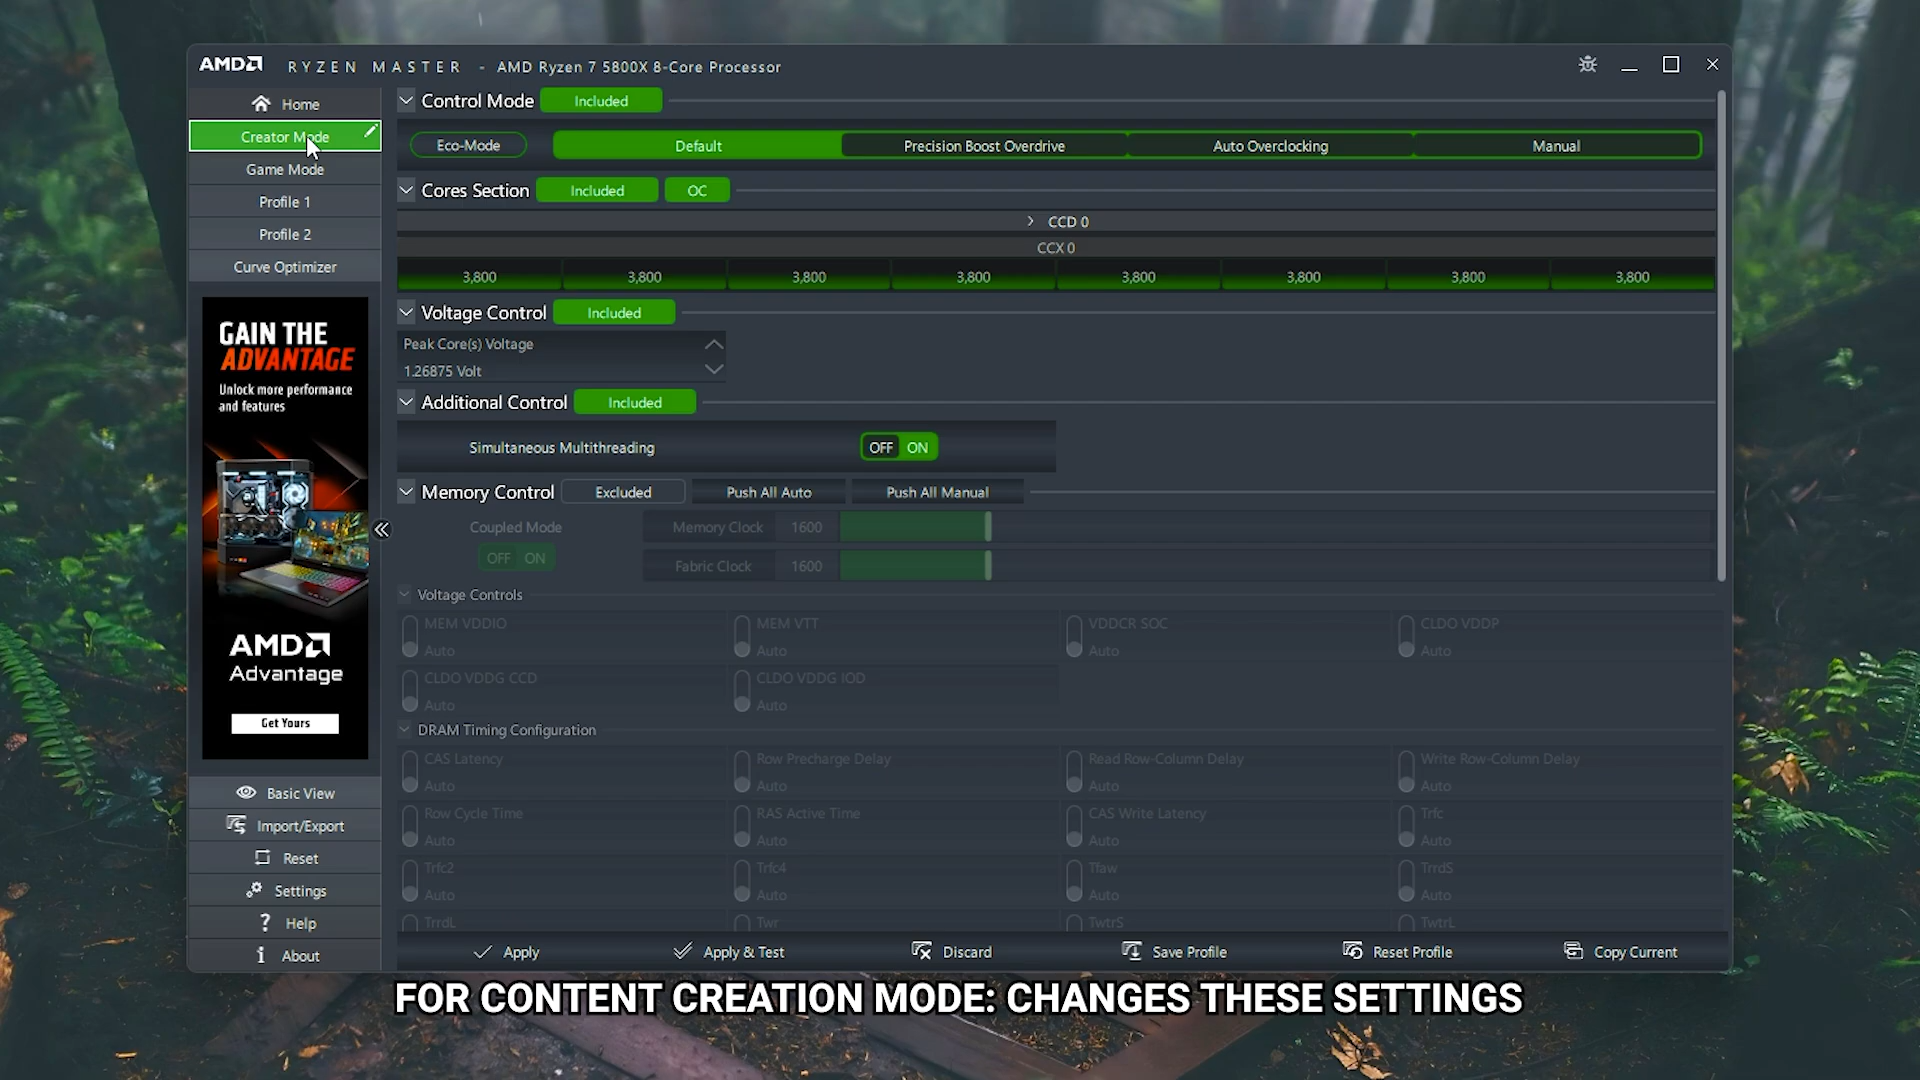 AMD RYZEN MASTER - AMD Ryzen 7 5800X 8-Core Processor
Home
Creator Mode
Game Mode
Profile 1
Profile 2
Curve Optimizer
GAIN THE
ADVANTAGE
Unlock more performance
and features
AMD
Advantage
Get Yours
Basic View
Import/Export
Reset
Settings
? Help
i About
Control Mode Included
Eco-Mode Default Precision Boost Overdrive Auto Overclocking Manual
Cores Section Included OC
CCD 0
CCX 0
3,800 3,800 3,800 3,800 3,800 3,800 3,800 3,800
Voltage Control Included
Peak Core(s) Voltage
1.26875 Volt
Additional Control Included
Simultaneous Multithreading OFF ON
Memory Control Excluded Push All Auto Push All Manual
Coupled Mode Memory Clock 1600
OFF ON Fabric Clock 1600
Voltage Controls
MEM VDDIO MEM VTT VDDCR SOC CLDO VDDP
Auto Auto Auto Auto
CLDO VDDG CCD CLDO VDDG IOD
Auto Auto
DRAM Timing Configuration
CAS Latency Row Precharge Delay Read Row-Column Delay Write Row-Column Delay
Auto Auto Auto Auto
Row Cycle Time RAS Active Time CAS Write Latency Trfc
Auto Auto Auto Auto
Trfc2 Trfc4 Tfaw TrrdS
Auto Auto Auto Auto
TrrdL Twr TwtrS TwtrL
Apply Apply & Test Discard Save Profile Reset Profile Copy Current
FOR CONTENT CREATION MODE: CHANGES THESE SETTINGS